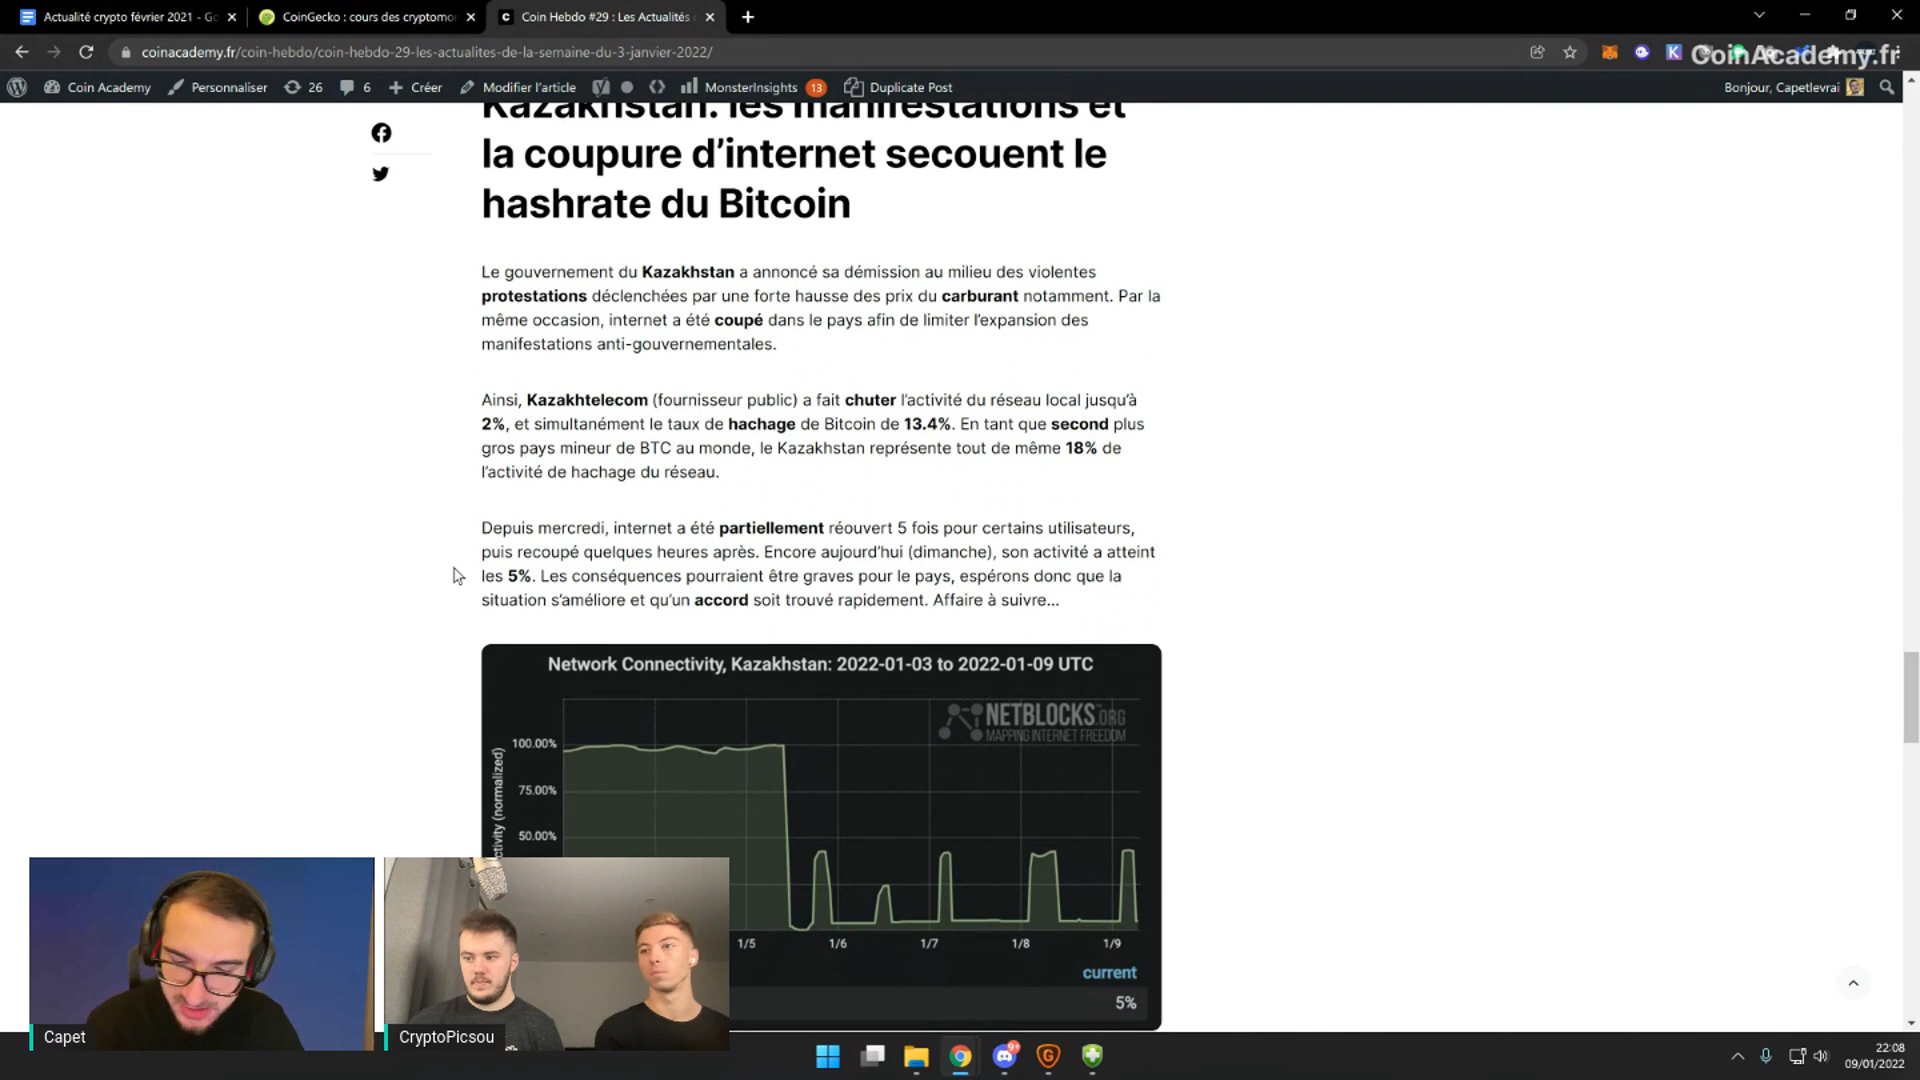 Actualité crypto février 2021 - Go
CoinGecko : cours des cryptomo
Coin Hebdo #29 : Les Actualités
coinacademy.fr/coin-hebdo/coin-hebdo-29-les-actualites-de-la-semaine-du-3-janvier-2022/
CoinAcademy.fr
Coin Academy
Personnaliser
26
6
Créer
Modifier l'article
MonsterInsights
13
Duplicate Post
Bonjour, Capetlevrai
Kazakhstan: les manifestations et
la coupure d'internet secouent le
hashrate du Bitcoin
Le gouvernement du Kazakhstan a annoncé sa démission au milieu des violentes
protestations déclenchées par une forte hausse des prix du carburant notamment. Par la
même occasion, internet a été coupé dans le pays afin de limiter l'expansion des
manifestations anti-gouvernementales.
Ainsi, Kazakhtelecom (fournisseur public) a fait chuter l'activité du réseau local jusqu'à
2%, et simultanément le taux de hachage de Bitcoin de 13.4%. En tant que second plus
gros pays mineur de BTC au monde, le Kazakhstan représente tout de même 18% de
l'activité de hachage du réseau.
Depuis mercredi, internet a été partiellement réouvert 5 fois pour certains utilisateurs,
puis recoupé quelques heures après. Encore aujourd'hui (dimanche), son activité a atteint
les 5%. Les conséquences pourraient être graves pour le pays, espérons donc que la
situation s'améliore et qu'un accord soit trouvé rapidement. Affaire à suivre...
Network Connectivity, Kazakhstan: 2022-01-03 to 2022-01-09 UTC
NETBLOCKS.ORG
MAPPING INTERNET FREEDOM
ctivity (normalized)
100.00%
75.00%
50.00%
1/5
1/6
1/7
1/8
1/9
current
5%
Capet
CryptoPicsou
9+
22:08
09/01/2022